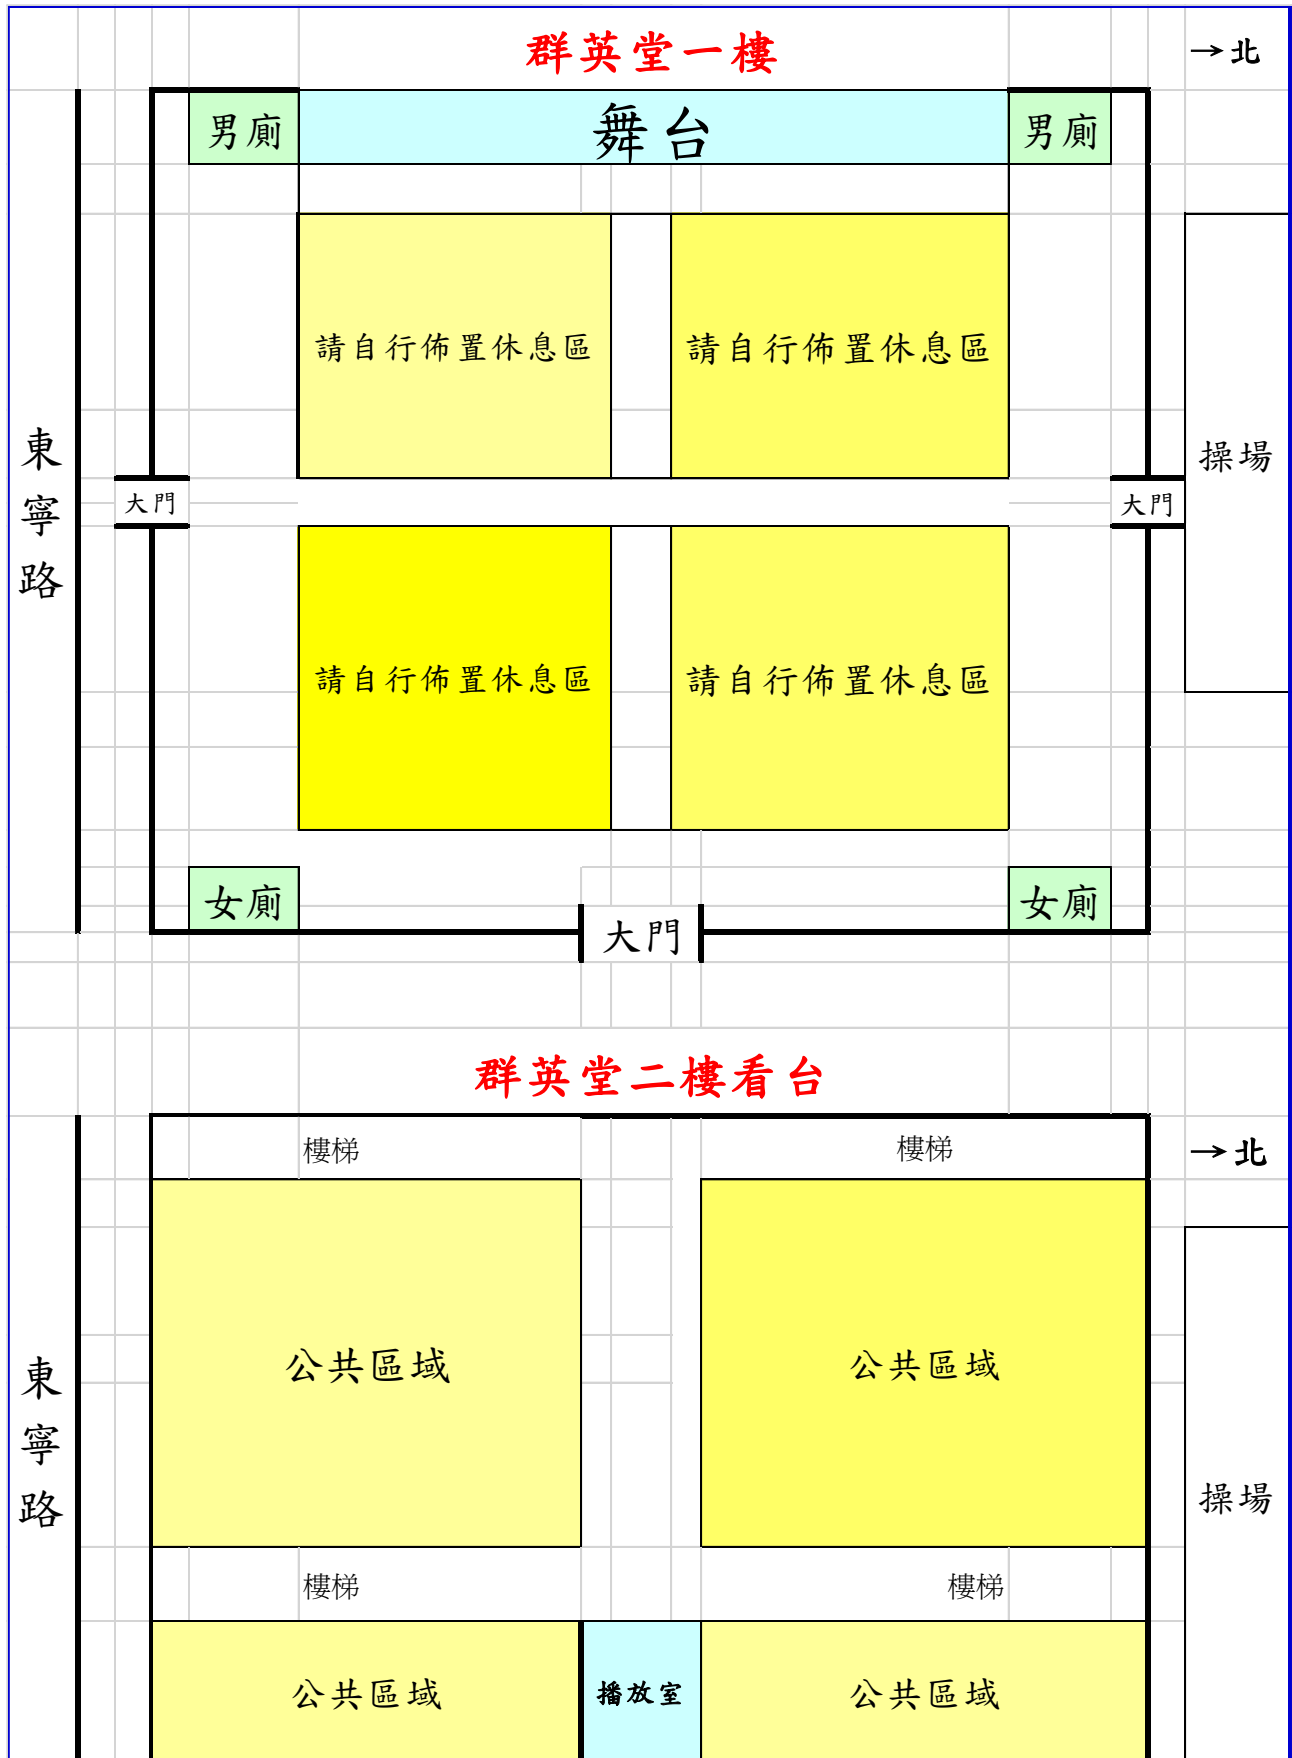 群英堂一樓
→北
男廁
舞台
男廁
請自行佈置休息區
請自行佈置休息區
東寧路
操場
大門
大門
請自行佈置休息區
請自行佈置休息區
女廁
女廁
大門
群英堂二樓看台
樓梯
樓梯
→北
公共區域
公共區域
東寧路
操場
樓梯
樓梯
公共區域
播放室
公共區域